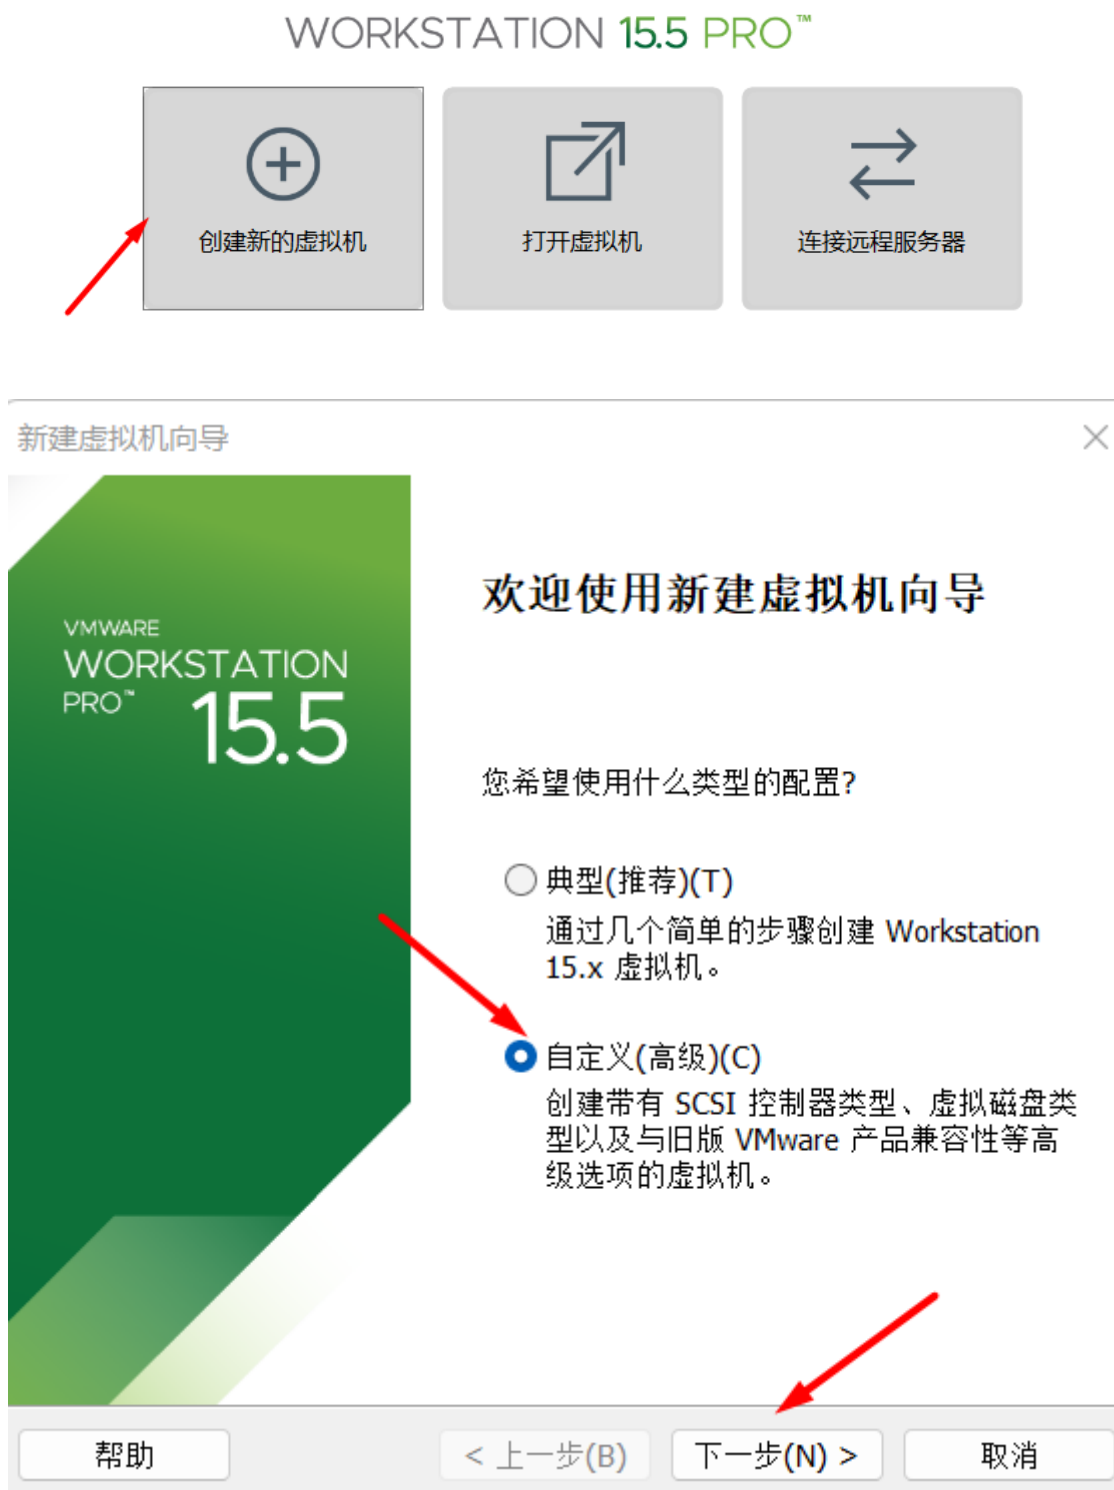 WORKSTATION 15.5 PRO™
创建新的虚拟机
打开虚拟机
连接远程服务器
新建虚拟机向导
VMWARE
WORKSTATION
PRO™ 15.5
欢迎使用新建虚拟机向导
您希望使用什么类型的配置?
典型(推荐)(T)
通过几个简单的步骤创建 Workstation
15.x 虚拟机。
自定义(高级)(C)
创建带有 SCSI 控制器类型、虚拟磁盘类
型以及与旧版 VMware 产品兼容性等高
级选项的虚拟机。
帮助
< 上一步(B)
下一步(N) >
取消